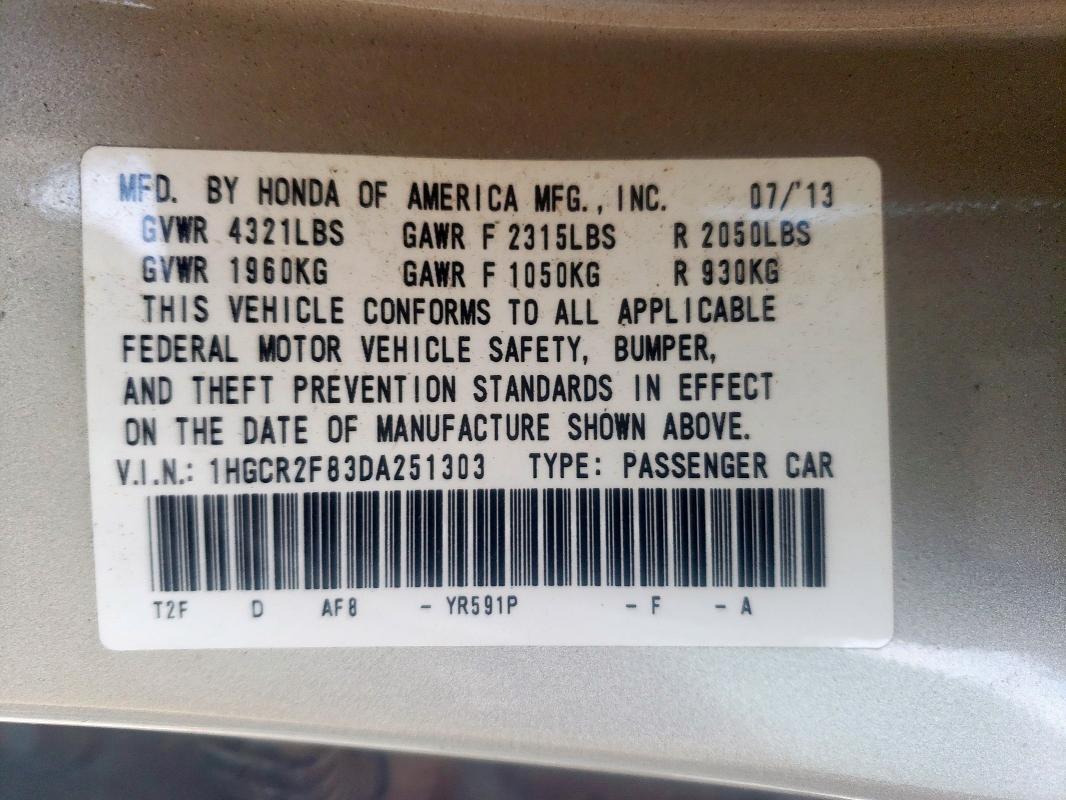 MFD. BY HONDA OF AMERICA MFG., INC. 07/'13
GVWR 4321LBS GAWR F 2315LBS R 2050LBS
GVWR 1960KG GAWR F 1050KG R 930KG
THIS VEHICLE CONFORMS TO ALL APPLICABLE
FEDERAL MOTOR VEHICLE SAFETY, BUMPER,
AND THEFT PREVENTION STANDARDS IN EFFECT
ON THE DATE OF MANUFACTURE SHOWN ABOVE.
V.I.N.: 1HGCR2F83DA251303 TYPE: PASSENGER CAR
T2F D AF8 - YR591P - F - A